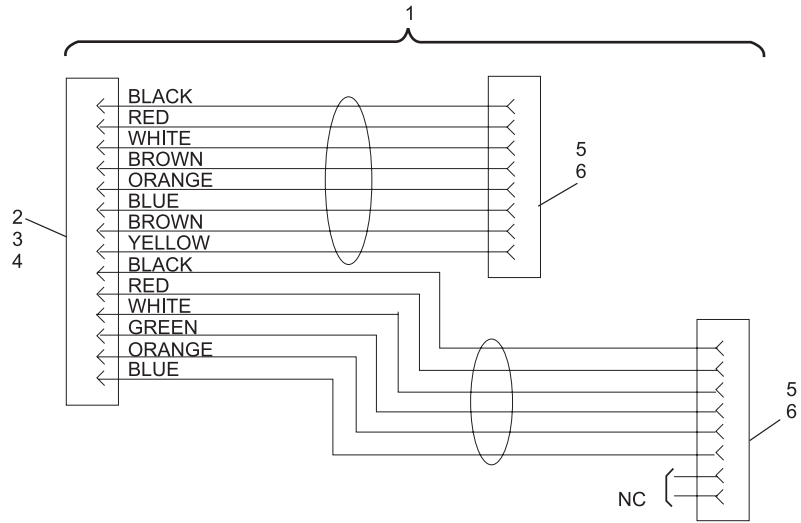 1
BLACK
RED
WHITE
BROWN
ORANGE
BLUE
BROWN
YELLOW
BLACK
RED
WHITE
GREEN
ORANGE
BLUE
2
3
4
5
6
5
6
NC